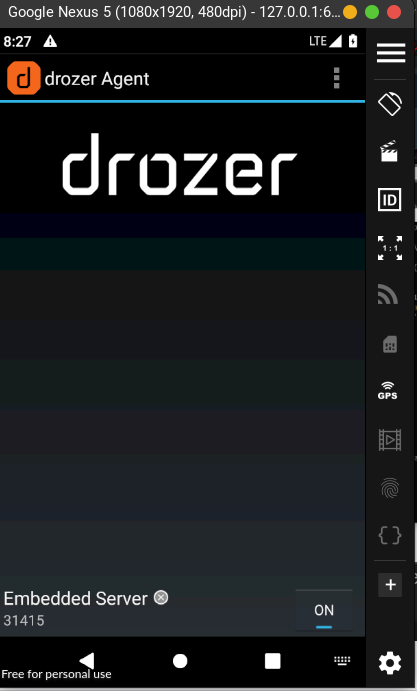 Google Nexus 5 (1080x1920, 480dpi) - 127.0.0.1:6...
8:27 LTE
d drozer Agent
drozer
ID
1:1
GPS
Embedded Server
31415
ON
Free for personal use